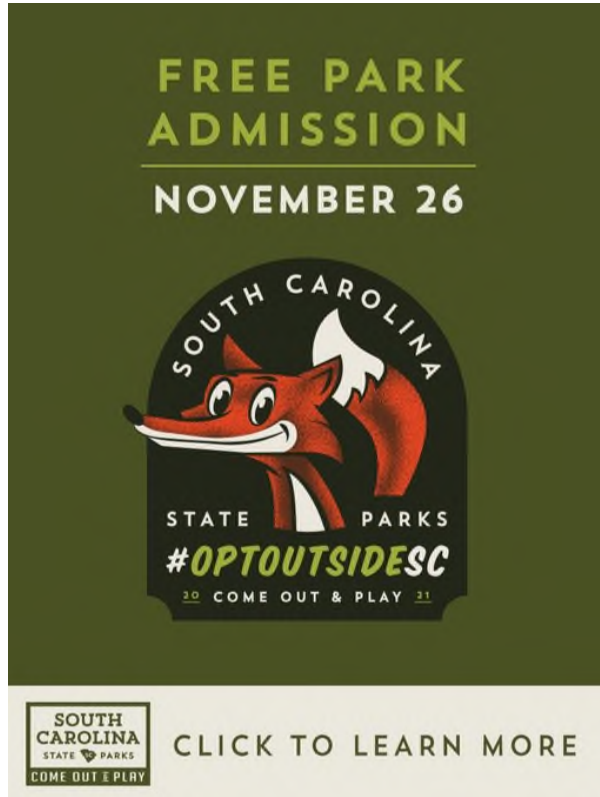 FREE PARK
ADMISSION
NOVEMBER 26
SOUTH CAROLINA
STATE PARKS
#OPTOUTSIDESC
20 COME OUT & PLAY 21
SOUTH
CAROLINA
STATE PARKS
COME OUT & PLAY
CLICK TO LEARN MORE